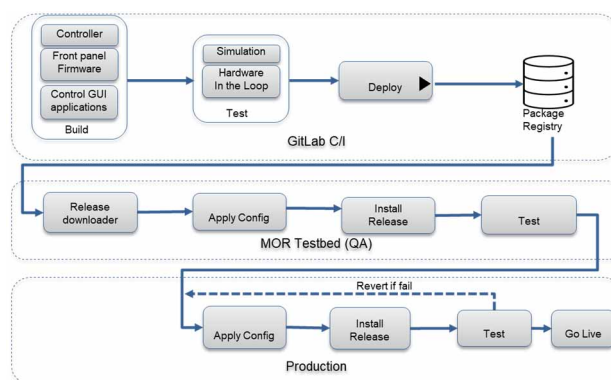 Controller
Front panel
Firmware
Control GUI
applications
Build
Simulation
Hardware
In the Loop
Test
Deploy
Package
Registry
GitLab C/I
Release
downloader
Apply Config
Install
Release
Test
MOR Testbed (QA)
Revert if fail
Apply Config
Install
Release
Test
Go Live
Production